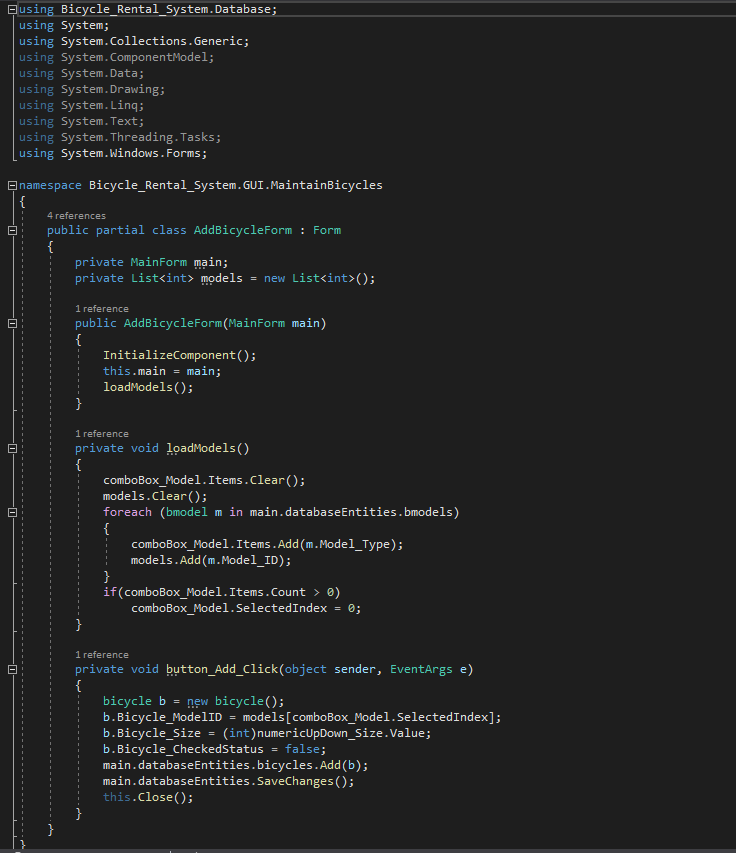 using Bicycle_Rental_System.Database;
using System;
using System.Collections.Generic;
using System.ComponentModel;
using System.Data;
using System.Drawing;
using System.Linq;
using System.Text;
using System.Threading.Tasks;
using System.Windows.Forms;
namespace Bicycle_Rental_System.GUI.MaintainBicycles
{
4 references
public partial class AddBicycleForm : Form
{
private MainForm main;
private List<int> models = new List<int>();
1 reference
public AddBicycleForm(MainForm main)
{
InitializeComponent();
this.main = main;
loadModels();
}
1 reference
private void loadModels()
{
comboBox_Model.Items.Clear();
models.Clear();
foreach (bmodel m in main.databaseEntities.bmodels)
{
comboBox_Model.Items.Add(m.Model_Type);
models.Add(m.Model_ID);
}
if(comboBox_Model.Items.Count > 0)
comboBox_Model.SelectedIndex = 0;
}
1 reference
private void button_Add_Click(object sender, EventArgs e)
{
bicycle b = new bicycle();
b.Bicycle_ModelID = models[comboBox_Model.SelectedIndex];
b.Bicycle_Size = (int)numericUpDown_Size.Value;
b.Bicycle_CheckedStatus = false;
main.databaseEntities.bicycles.Add(b);
main.databaseEntities.SaveChanges();
this.Close();
}
}
}